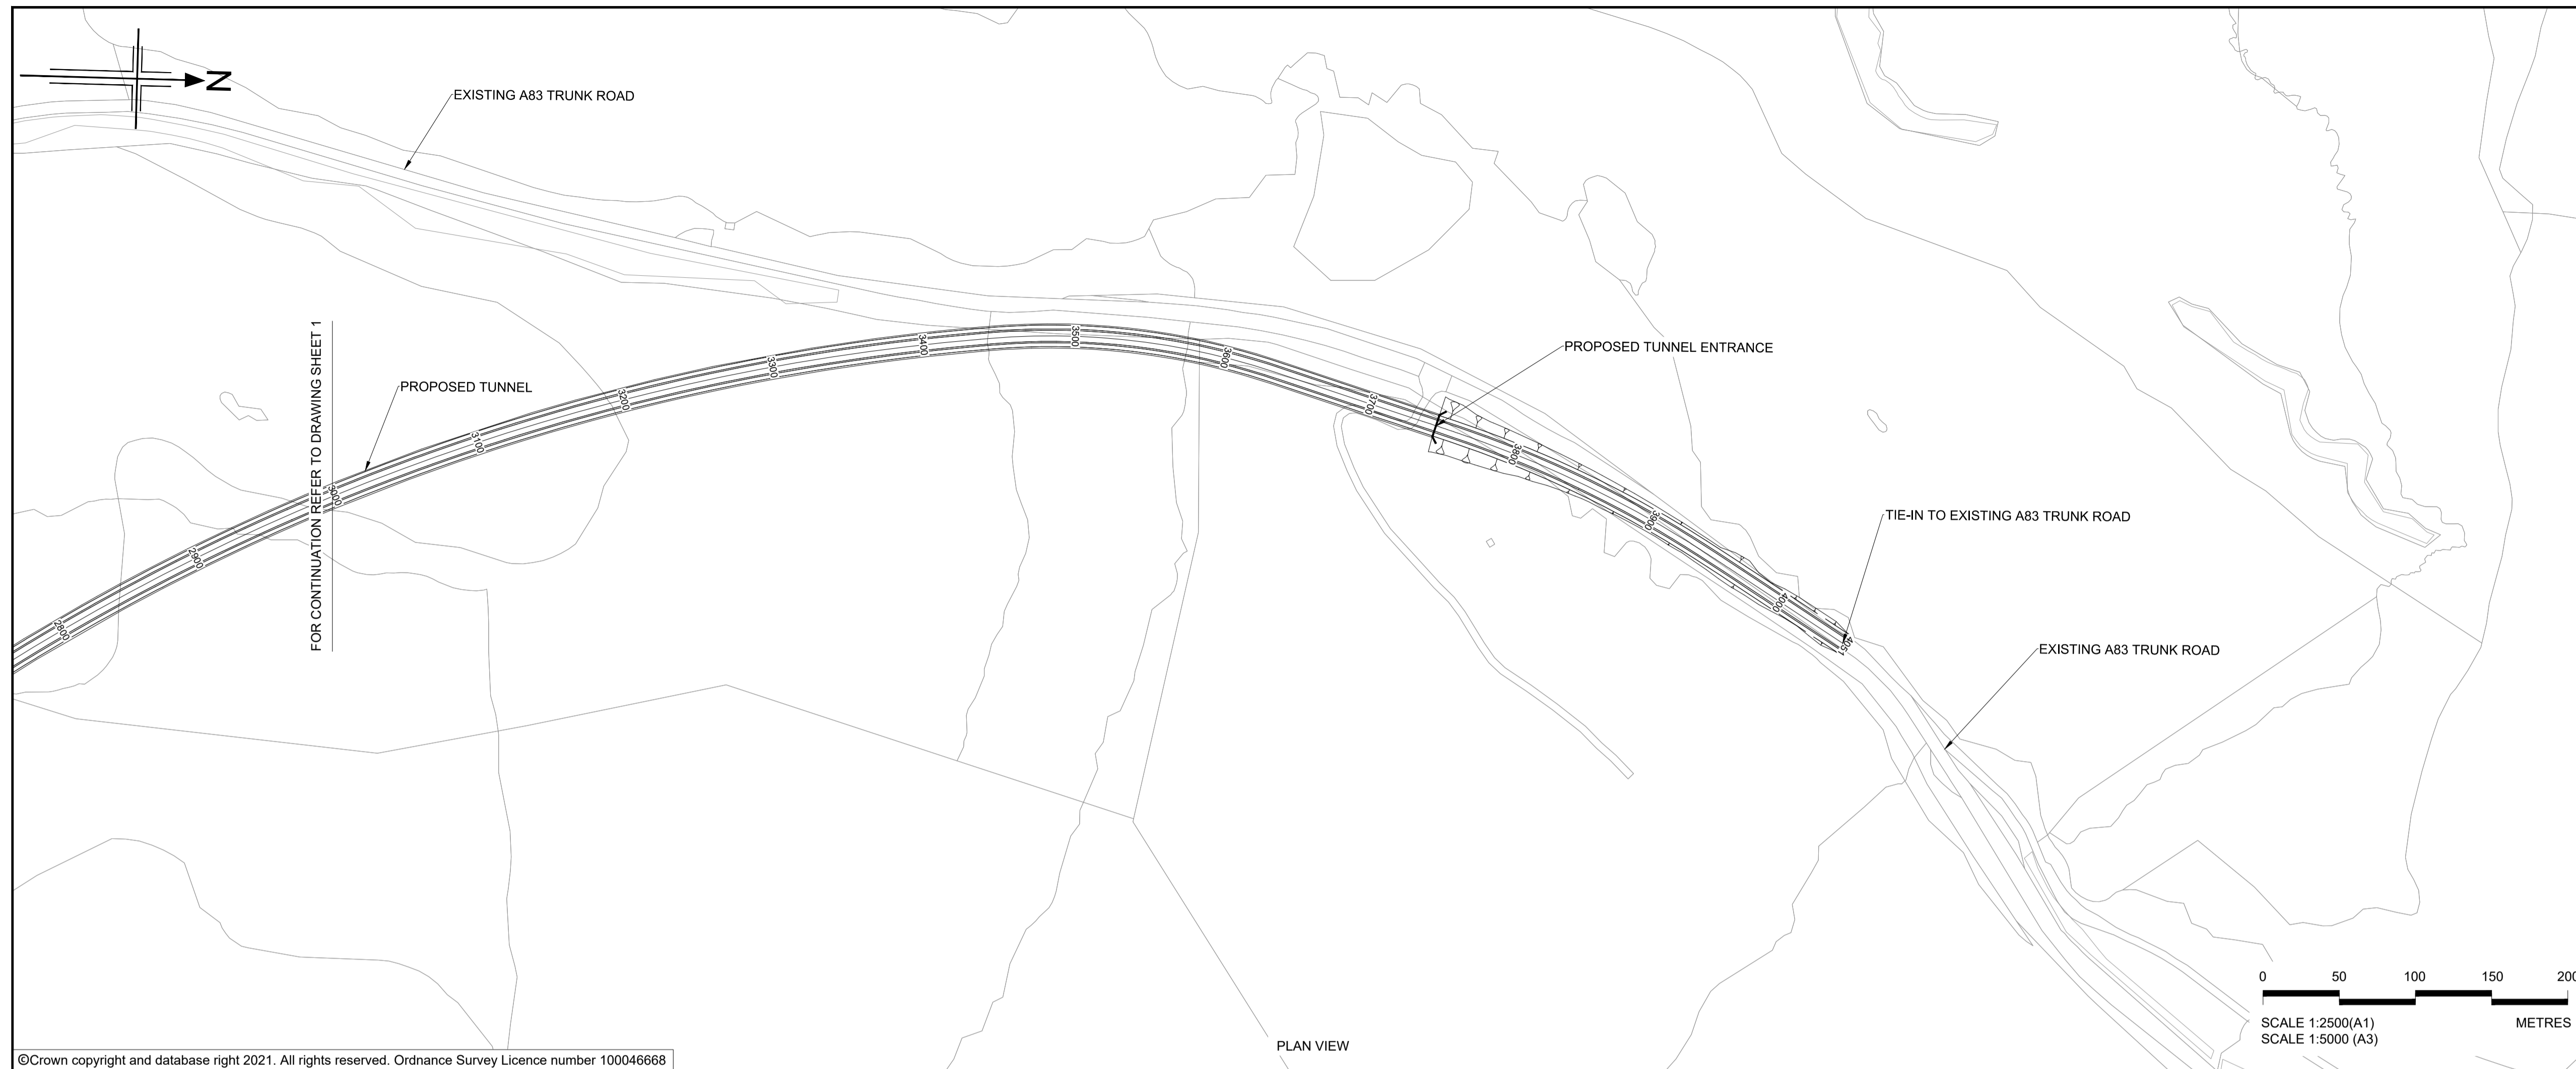 N
EXISTING A83 TRUNK ROAD
PROPOSED TUNNEL ENTRANCE
PROPOSED TUNNEL
FOR CONTINUATION REFER TO DRAWING SHEET 1
TIE-IN TO EXISTING A83 TRUNK ROAD
EXISTING A83 TRUNK ROAD
2800
2900
3000
3100
3200
3300
3400
3500
3600
3700
3800
3900
4000
4051
0 50 100 150 200
SCALE 1:2500(A1) METRES
SCALE 1:5000 (A3)
PLAN VIEW
©Crown copyright and database right 2021. All rights reserved. Ordnance Survey Licence number 100046668